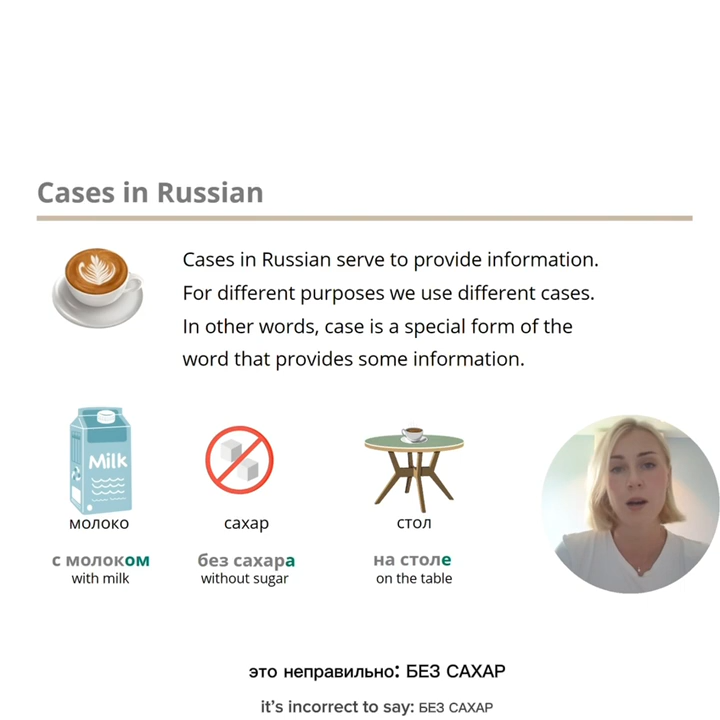 Cases in Russian
Cases in Russian serve to provide information.
For different purposes we use different cases.
In other words, case is a special form of the
word that provides some information.
Milk
молоко
сахар
стол
с молоком
without sugar
with milk
без сахара
на столе
on the table
это неправильно: БЕЗ САХАР
it's incorrect to say: БЕЗ САХАР